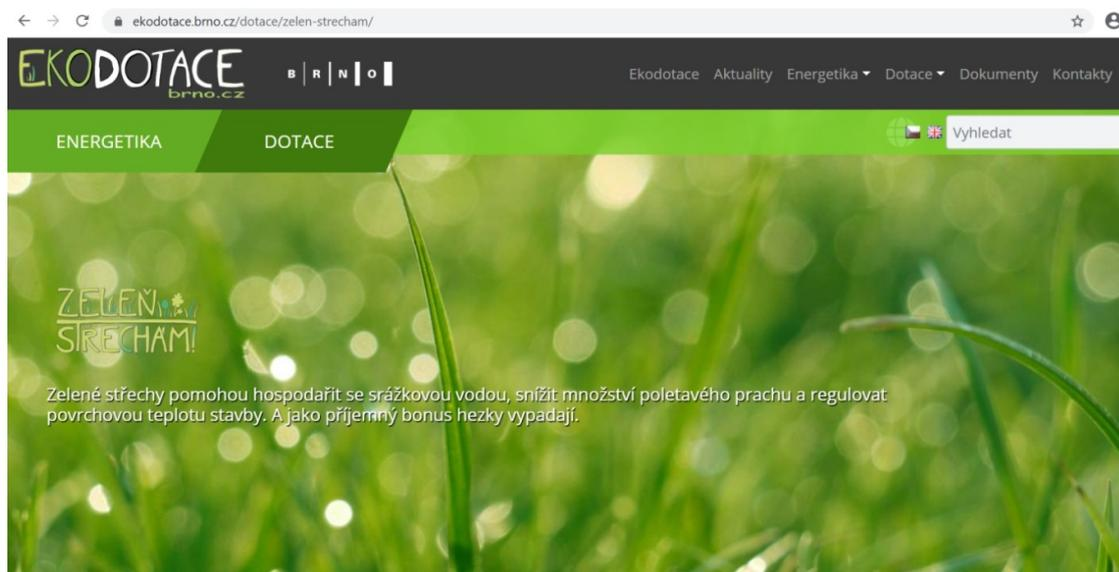 ekodotace.brno.cz/dotace/zelen-strecham/
EKODOTACE
brno.cz
BRNO
Ekodotace Aktuality Energetika Dotace Dokumenty Kontakty
ENERGETIKA DOTACE
Vyhledat
ZELEŇ
STŘECHÁM!
Zelené střechy pomohou hospodařit se srážkovou vodou, snížit množství poletavého prachu a regulovat
povrchovou teplotu stavby. A jako příjemný bonus hezky vypadají.